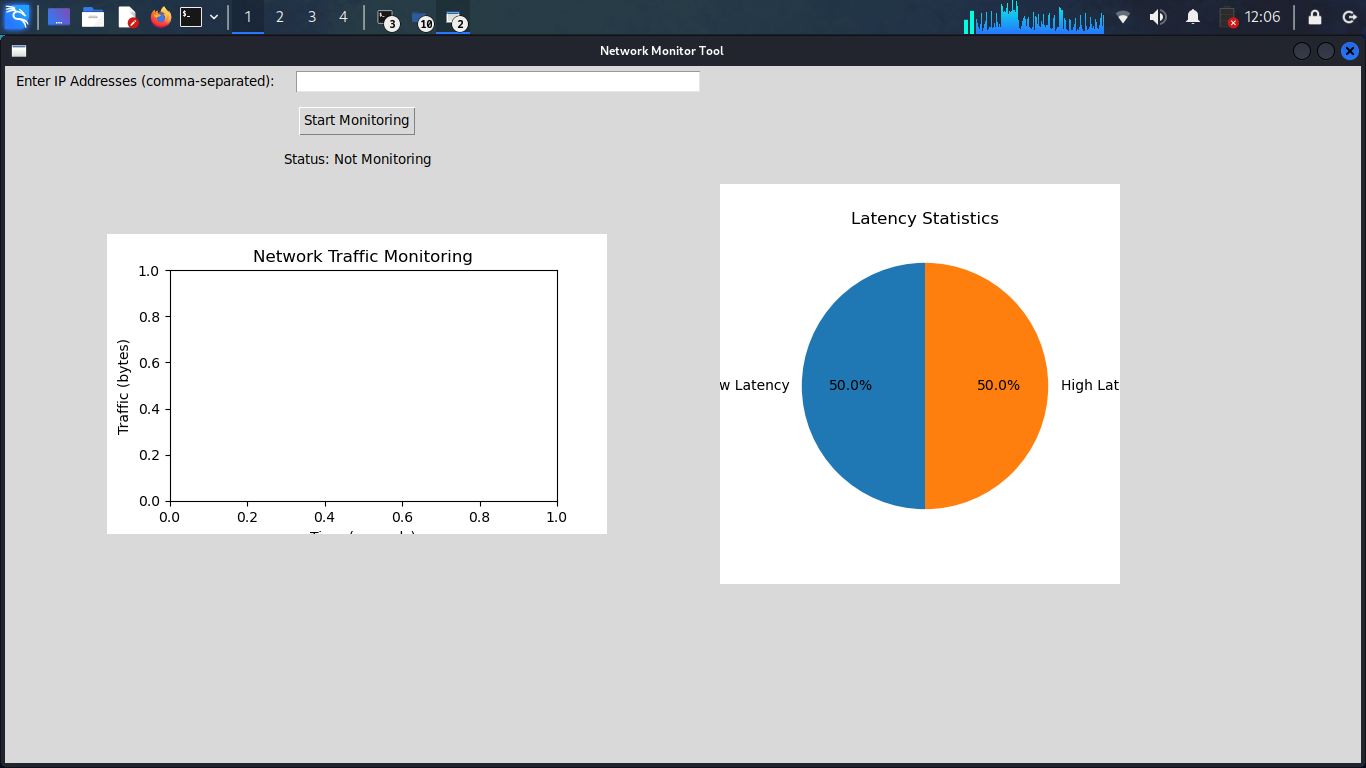 1 2 3 4 3 10 2 12:06
Network Monitor Tool
Enter IP Addresses (comma-separated):
Start Monitoring
Status: Not Monitoring
Network Traffic Monitoring
Traffic (bytes)
1.0
0.8
0.6
0.4
0.2
0.0
0.0 0.2 0.4 0.6 0.8 1.0
Latency Statistics
w Latency 50.0% 50.0% High Lat